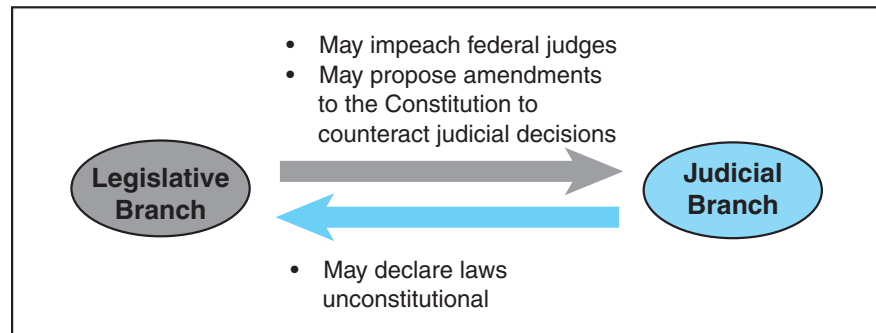 • May impeach federal judges
• May propose amendments
to the Constitution to
counteract judicial decisions
Legislative
Branch
Judicial
Branch
• May declare laws
unconstitutional